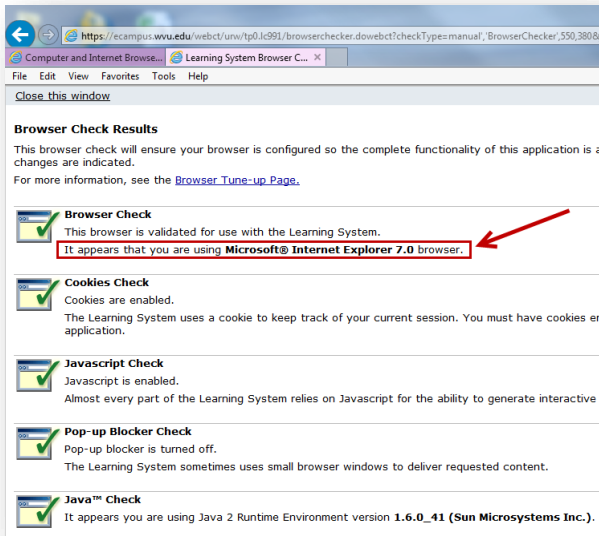 https://ecampus.wvu.edu/webct/urw/tp0.lc991/browserchecker.dowebct?checkType=manual','BrowserChecker',550,380&
Computer and Internet Browse... Learning System Browser C... ×
File Edit View Favorites Tools Help
Close this window
Browser Check Results
This browser check will ensure your browser is configured so the complete functionality of this application is a
changes are indicated.
For more information, see the Browser Tune-up Page.
Browser Check
This browser is validated for use with the Learning System.
It appears that you are using Microsoft® Internet Explorer 7.0 browser.
Cookies Check
Cookies are enabled.
The Learning System uses a cookie to keep track of your current session. You must have cookies en
application.
Javascript Check
Javascript is enabled.
Almost every part of the Learning System relies on Javascript for the ability to generate interactive
Pop-up Blocker Check
Pop-up blocker is turned off.
The Learning System sometimes uses small browser windows to deliver requested content.
Java™ Check
It appears you are using Java 2 Runtime Environment version 1.6.0_41 (Sun Microsystems Inc.).